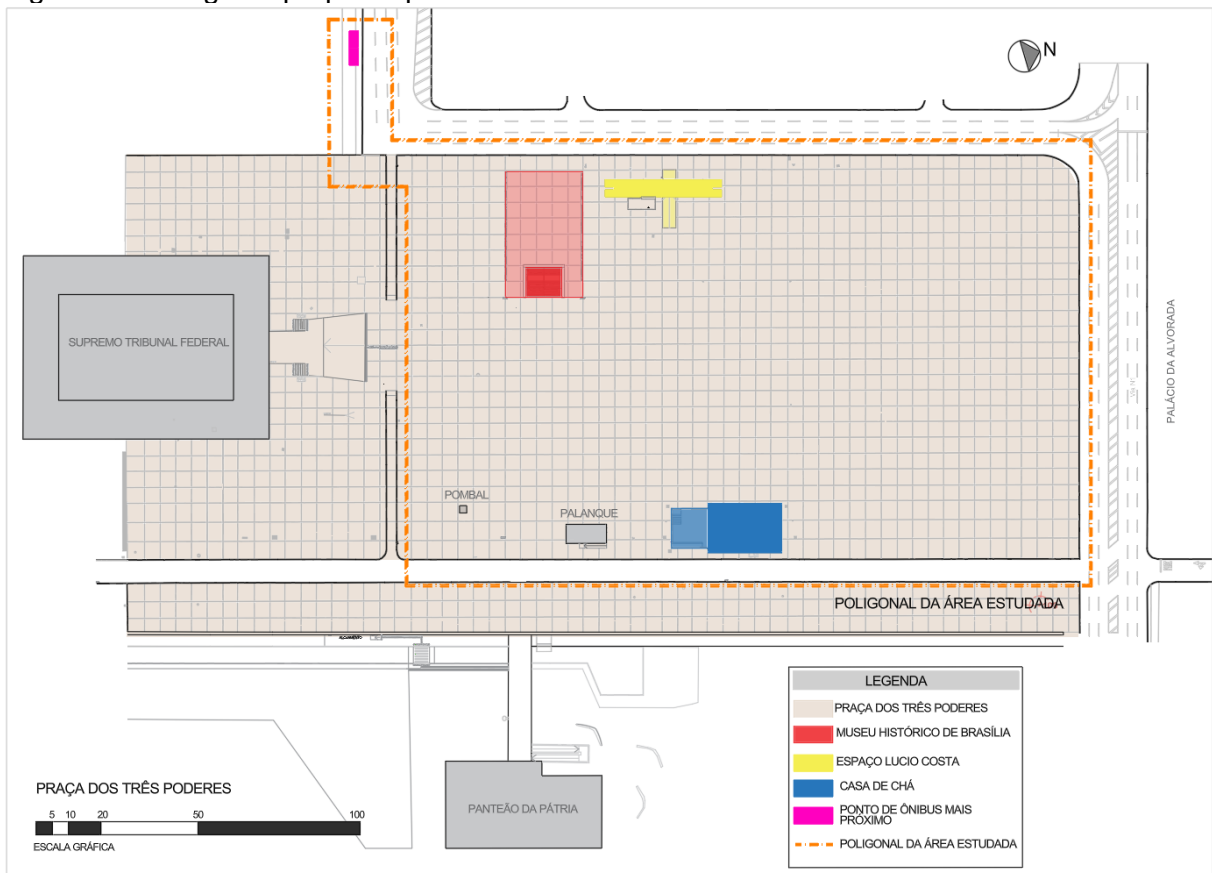 N
SUPREMO TRIBUNAL FEDERAL
PALÁCIO DA ALVORADA
POMBAL
PALANQUE
POLIGONAL DA ÁREA ESTUDADA
PANTEÃO DA PÁTRIA
PRAÇA DOS TRÊS PODERES
5 10 20 50 100
ESCALA GRÁFICA
LEGENDA
PRAÇA DOS TRÊS PODERES
MUSEU HISTÓRICO DE BRASÍLIA
ESPAÇO LUCIO COSTA
CASA DE CHÁ
PONTO DE ÔNIBUS MAIS
PRÓXIMO
POLIGONAL DA ÁREA ESTUDADA